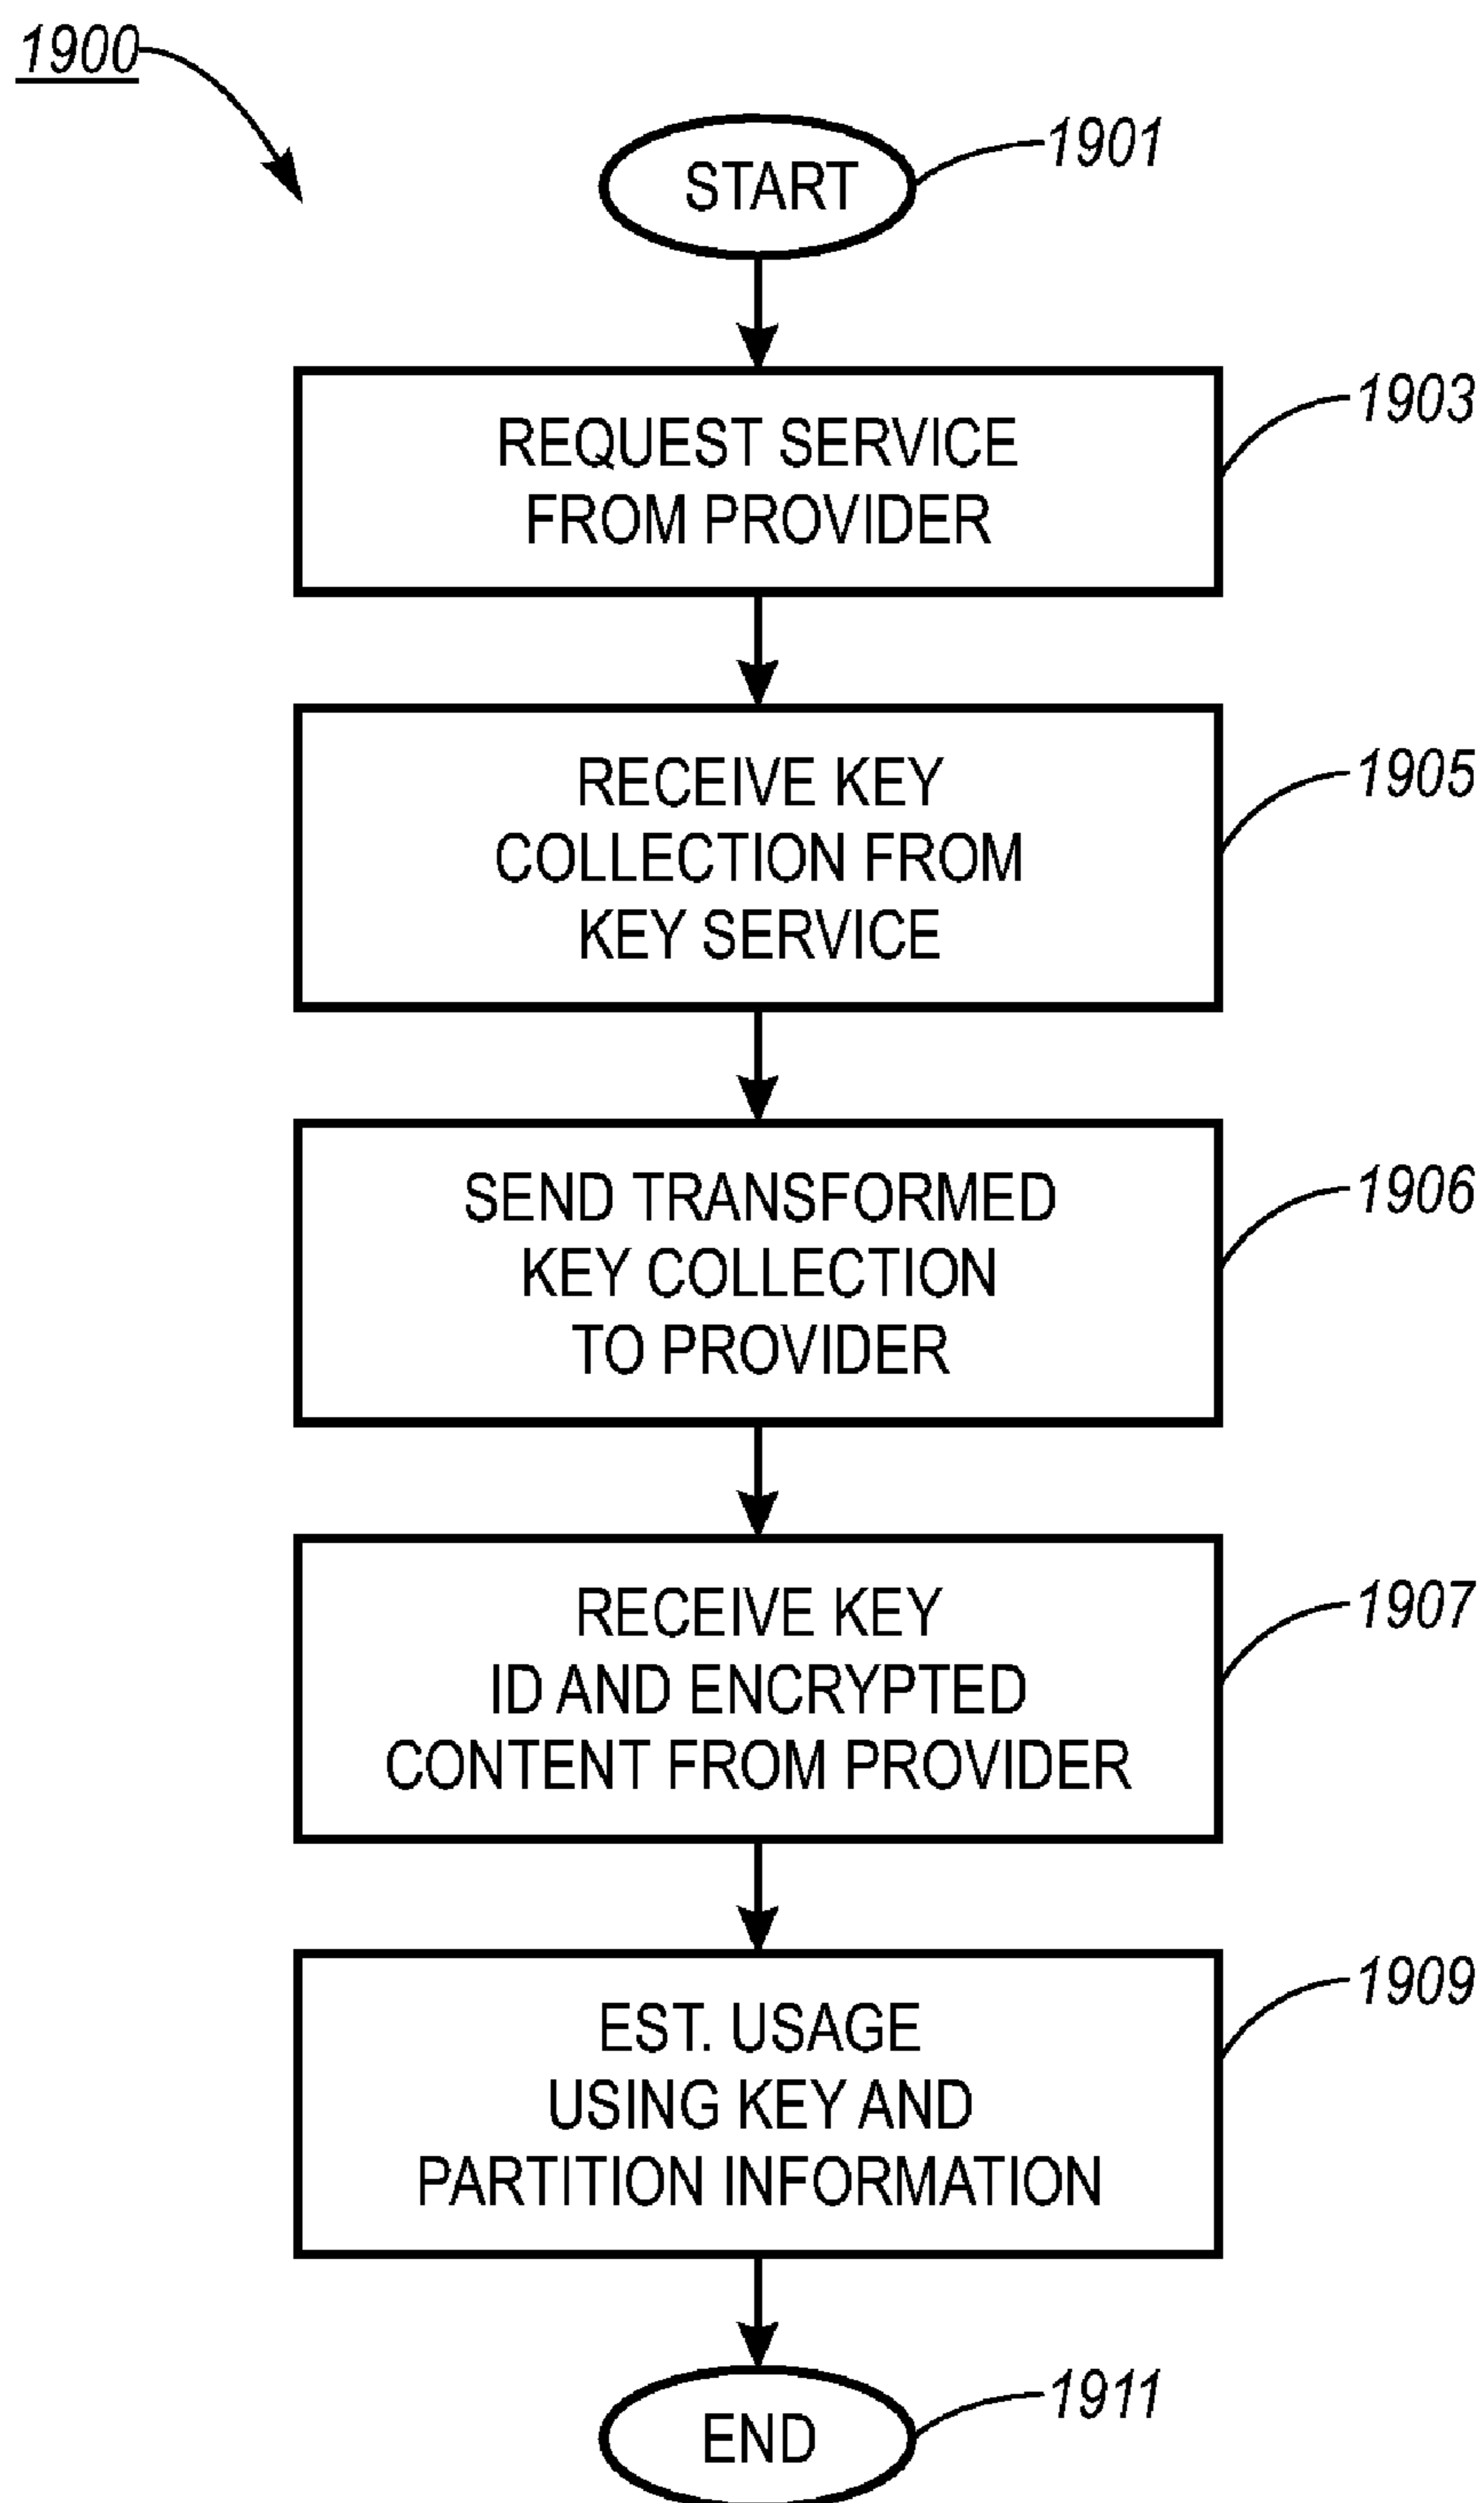 1900
START
1901
REQUEST SERVICE
FROM PROVIDER
1903
RECEIVE KEY
COLLECTION FROM
KEY SERVICE
1905
SEND TRANSFORMED
KEY COLLECTION
TO PROVIDER
1906
RECEIVE KEY
ID AND ENCRYPTED
CONTENT FROM PROVIDER
1907
EST. USAGE
USING KEY AND
PARTITION INFORMATION
1909
END
1911